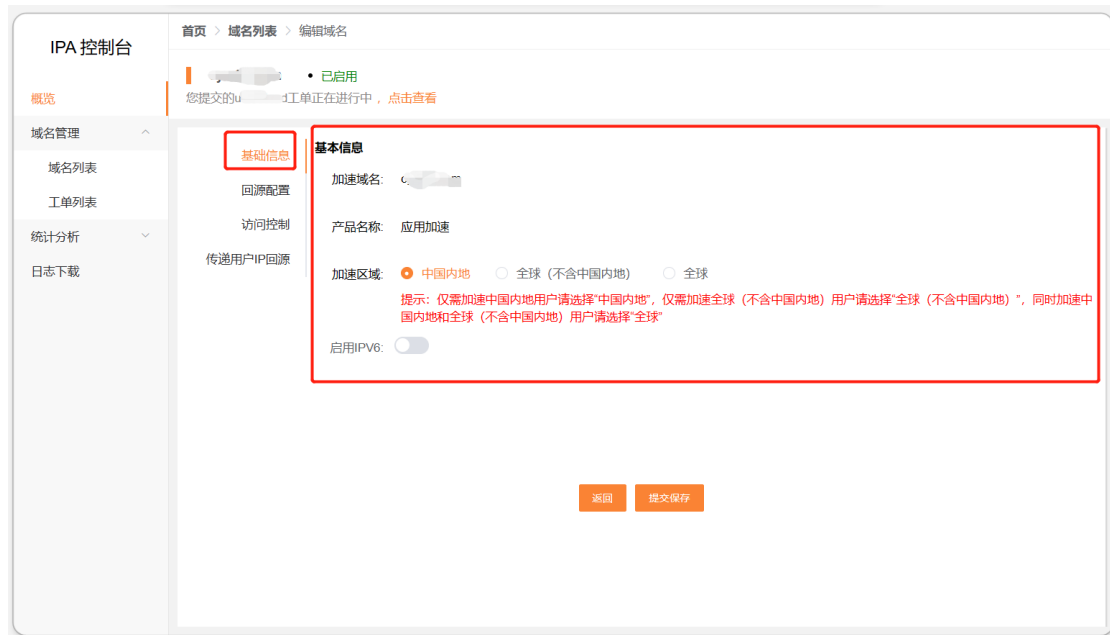 IPA 控制台
概览
域名管理
域名列表
工单列表
统计分析
日志下载
首页 > 域名列表 > 编辑域名
• 已启用
您提交的 工单正在进行中 ，点击查看
基础信息
回源配置
访问控制
传递用户IP回源
基本信息
加速域名:
产品名称: 应用加速
加速区域: 中国内地 全球（不含中国内地） 全球
提示：仅需加速中国内地用户请选择“中国内地”，仅需加速全球（不含中国内地）用户请选择“全球（不含中国内地）”，同时加速中
国内地和全球（不含中国内地）用户请选择“全球”
启用IPV6:
返回 提交保存